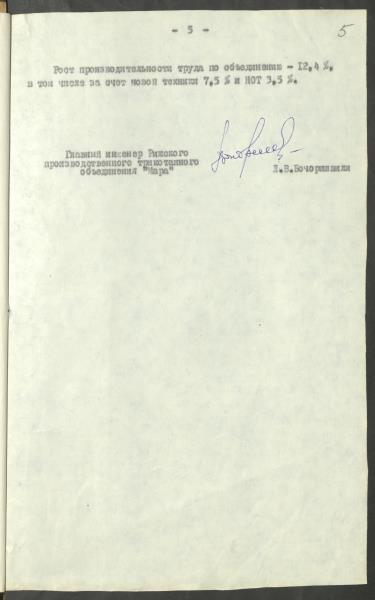 - 5 -
5
Рост производительности труда по объединению - 12,4 %,
в том числе за счет новой техники 7,5 % и НОТ 3,5 %.
Главный инженер Рижского
производственного трикотажного
объединения "Мара"
Л.В.Бочоришвили